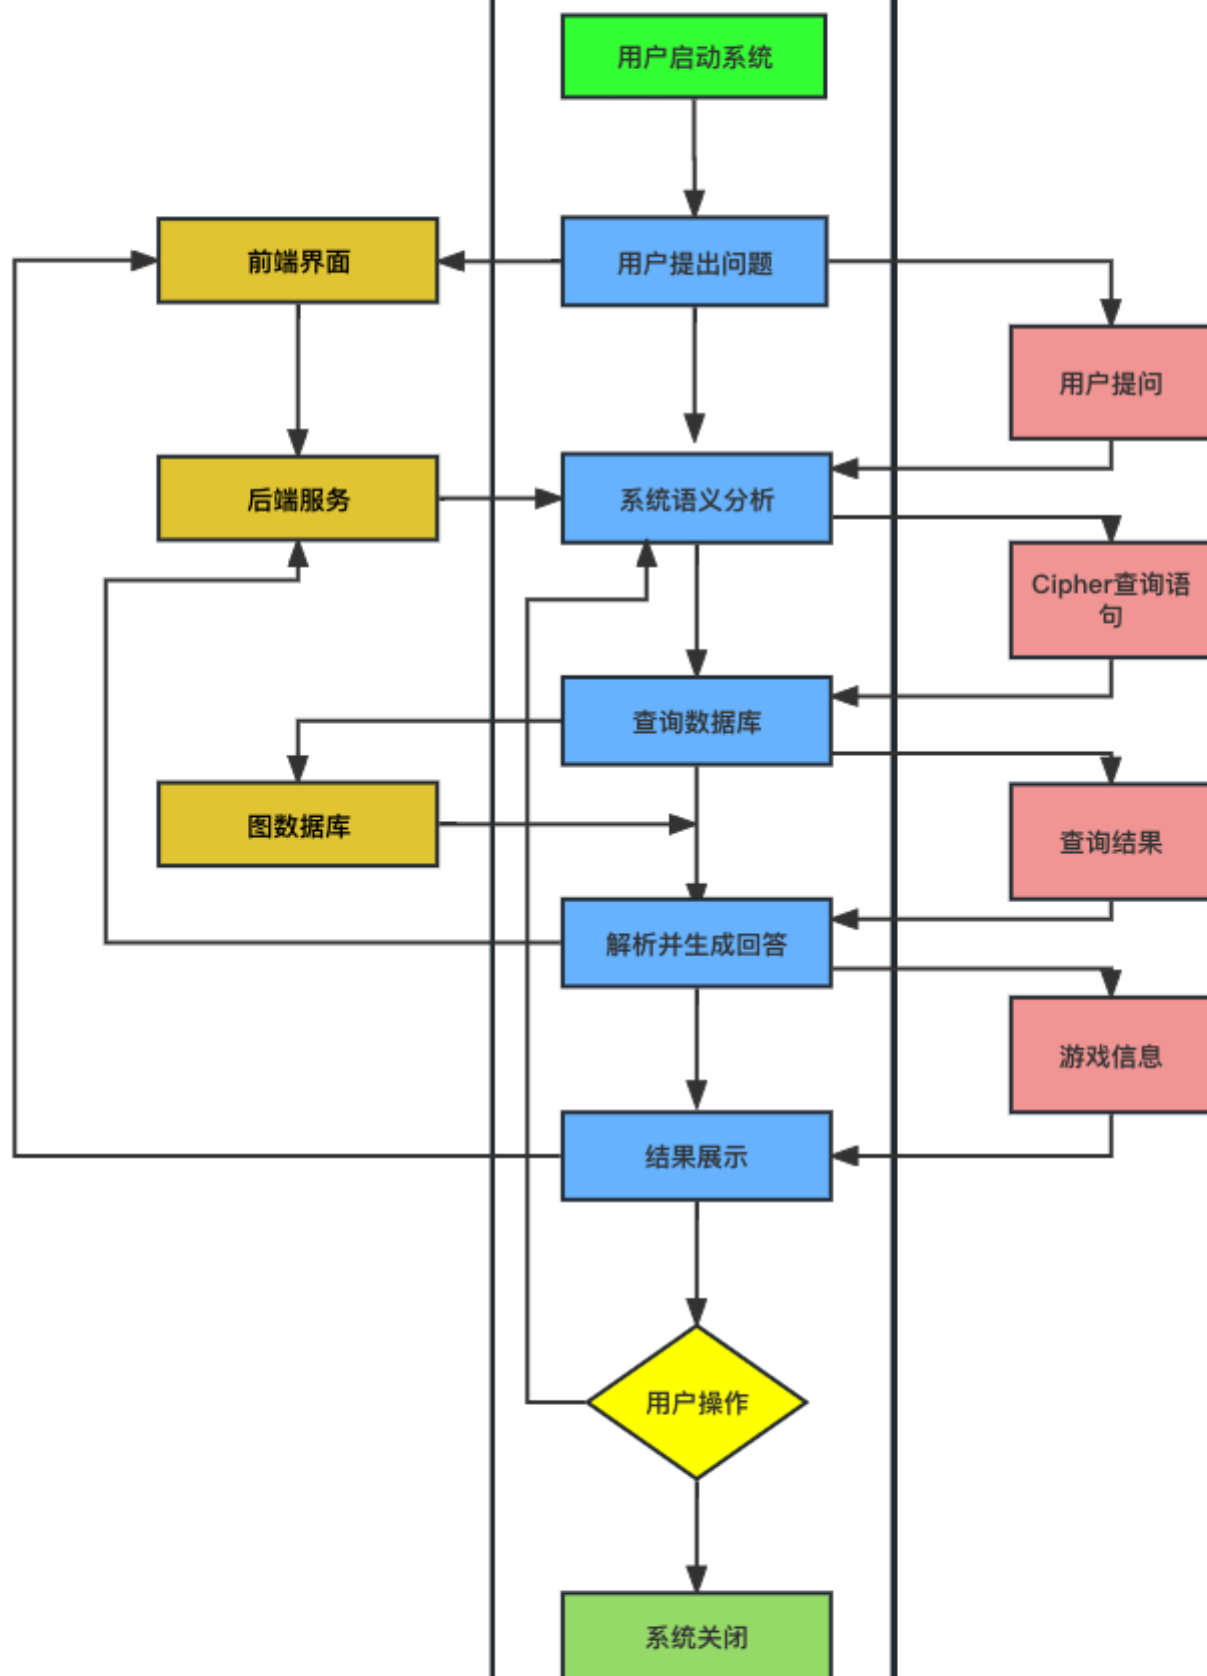 用户启动系统
前端界面
用户提出问题
用户提问
后端服务
系统语义分析
Cipher查询语
句
查询数据库
图数据库
查询结果
解析并生成回答
游戏信息
结果展示
用户操作
系统关闭